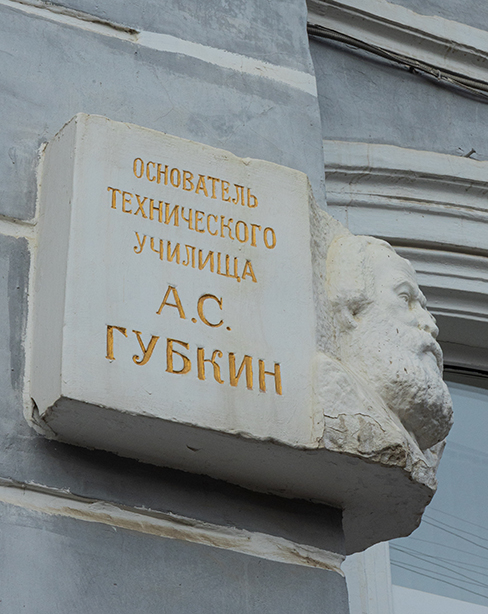 ОСНОВАТЕЛЬ
ТЕХНИЧЕСКОГО
УЧИЛИЩА
А.С.
ГУБКИН